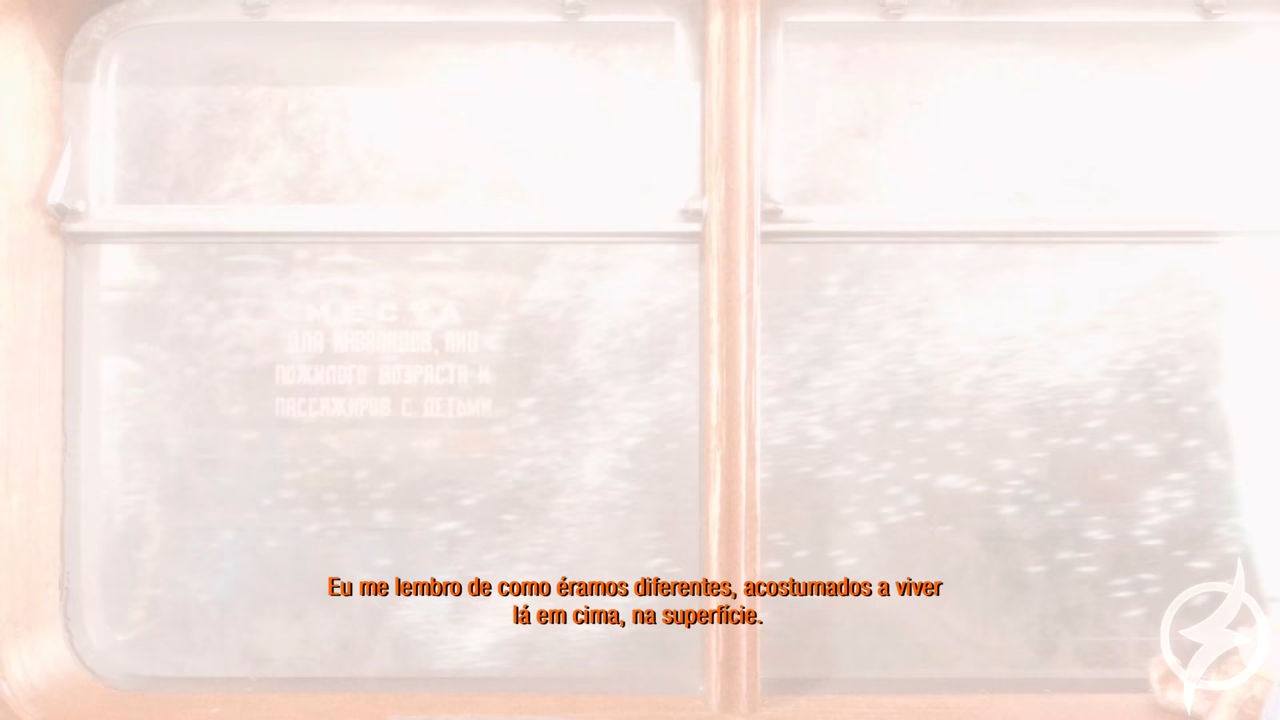 МЕСТА
ДЛЯ ИНВАЛИДОВ, ЛИЦ
ПОЖИЛОГО ВОЗРАСТА И
ПАССАЖИРОВ С ДЕТЬМИ
Eu me lembro de como éramos diferentes, acostumados a viver
lá em cima, na superfície.